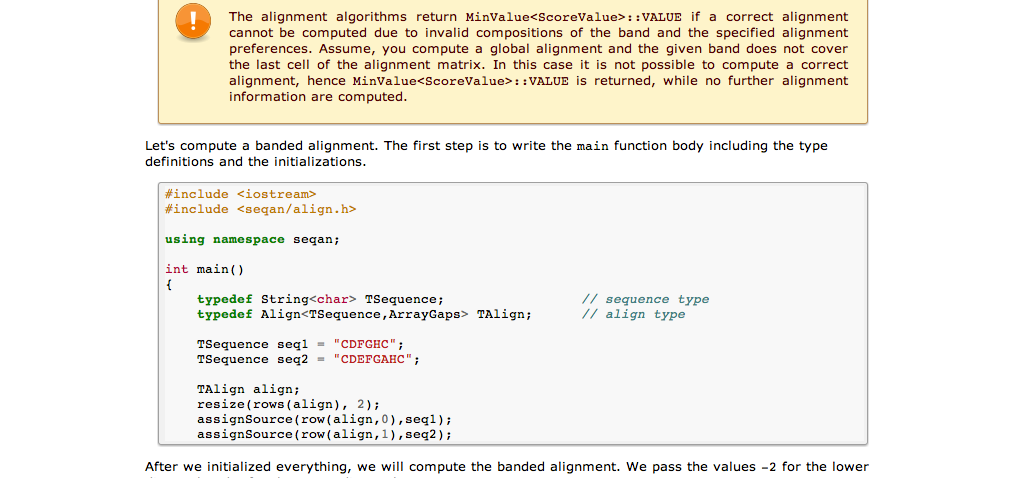 The alignment algorithms return MinValue<ScoreValue>::VALUE if a correct alignment
cannot be computed due to invalid compositions of the band and the specified alignment
preferences. Assume, you compute a global alignment and the given band does not cover
the last cell of the alignment matrix. In this case it is not possible to compute a correct
alignment, hence MinValue<ScoreValue>::VALUE is returned, while no further alignment
information are computed.
Let's compute a banded alignment. The first step is to write the main function body including the type
definitions and the initializations.
#include <iostream>
#include <seqan/align.h>
using namespace seqan;
int main()
{
    typedef String<char> TSequence;                 // sequence type
    typedef Align<TSequence,ArrayGaps> TAlign;      // align type
    TSequence seq1 = "CDFGHC";
    TSequence seq2 = "CDEFGAHC";
    TAlign align;
    resize(rows(align), 2);
    assignSource(row(align,0),seq1);
    assignSource(row(align,1),seq2);
After we initialized everything, we will compute the banded alignment. We pass the values -2 for the lower